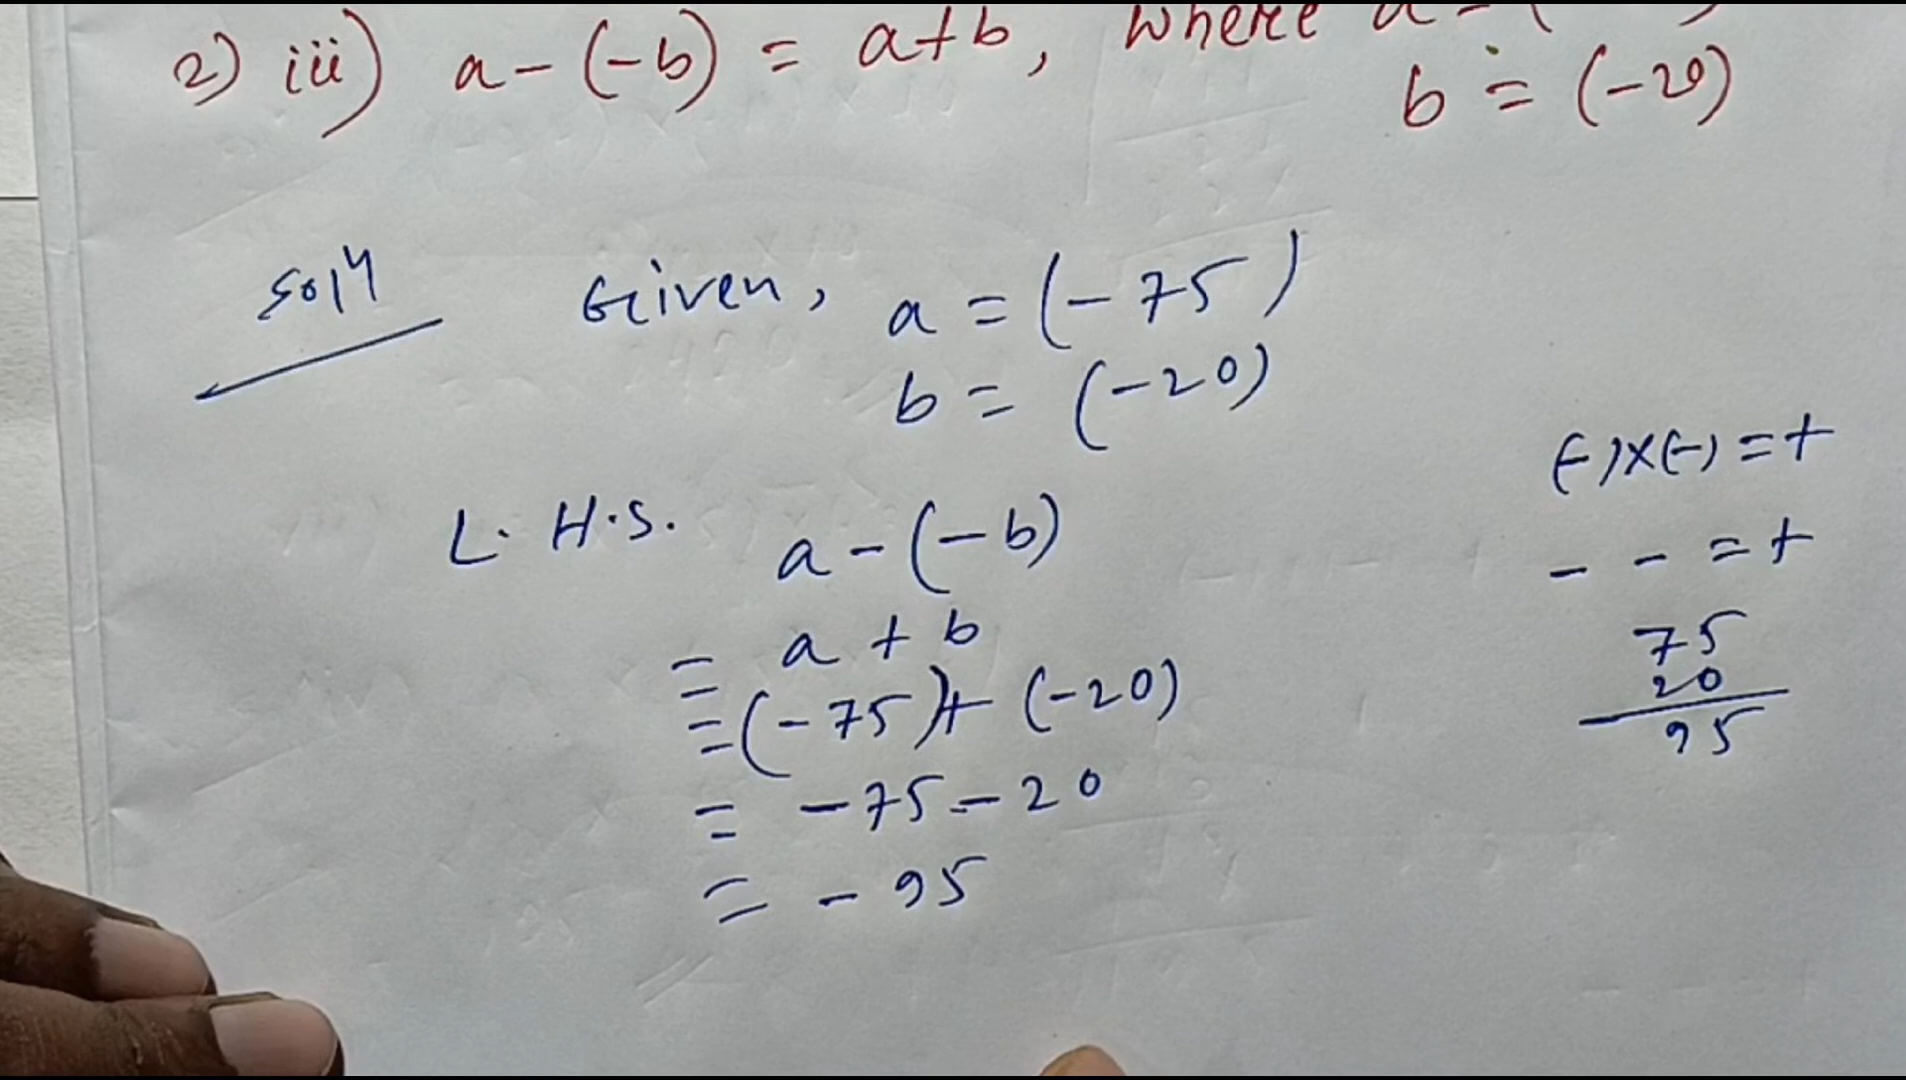 2) iii) a - (-b) = a+b, where a = (
b = (-20)
Soln Given, a = (-75)
b = (-20)
(-)x(-) = +
L.H.S. a - (-b)
- - = +
= a + b
75
= (-75) + (-20)
20
95
= -75 - 20
= -95